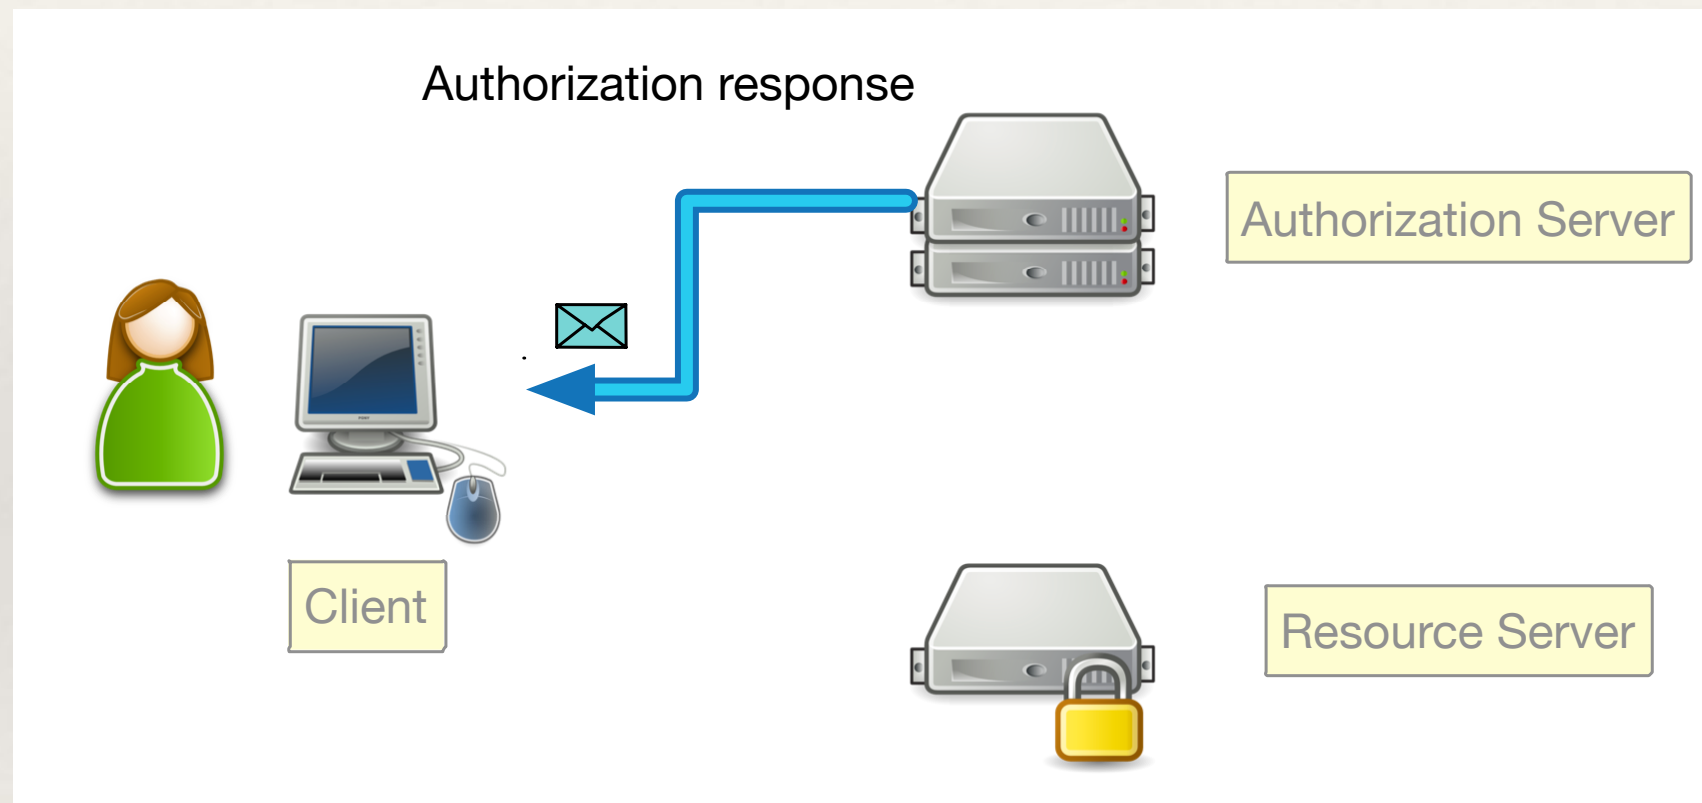 Authorization response
Authorization Server
Client
Resource Server